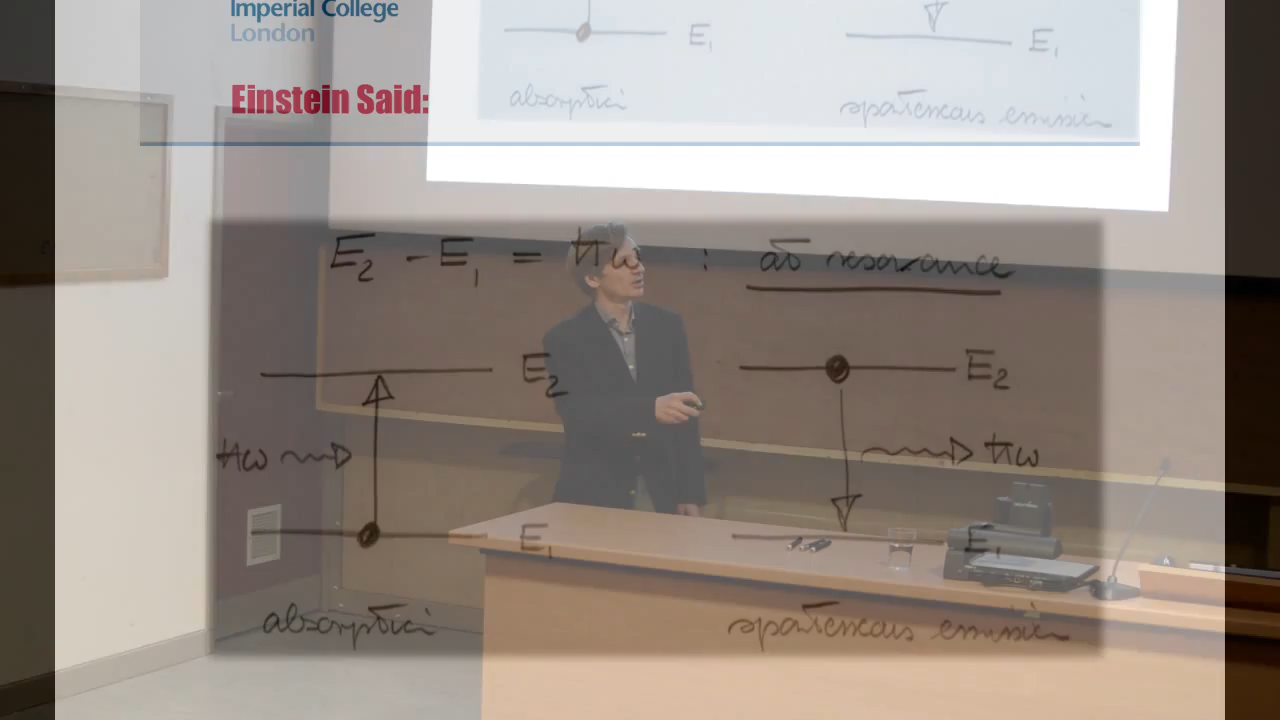 Imperial College
London
E₁
E₁
absorption
spontaneous emission
Einstein Said:
E₂ - E₁ = ħω : at resonance
E₂
E₂
ħω
ħω
E₁
E₁
absorption
spontaneous emission